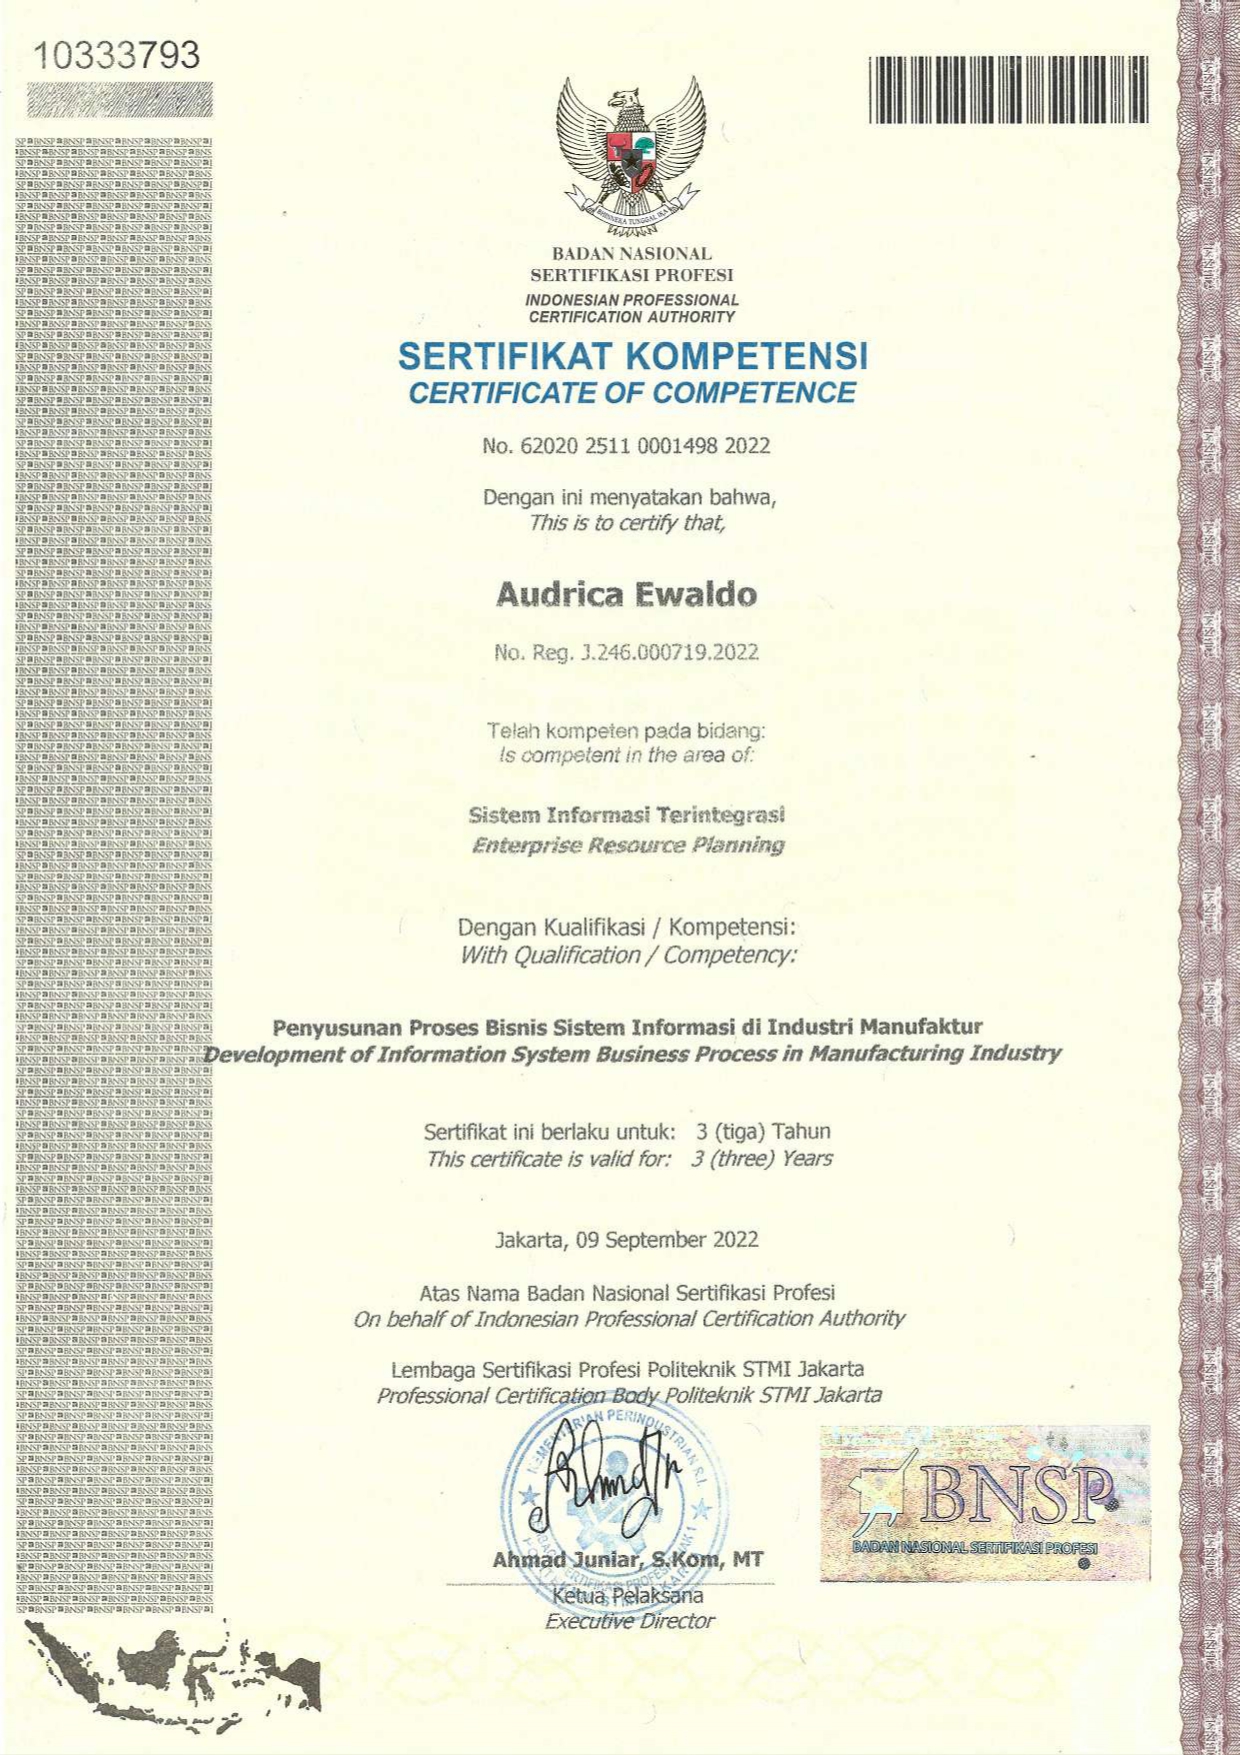 10333793
BHINNEKA TUNGGAL IKA
BADAN NASIONAL
SERTIFIKASI PROFESI
INDONESIAN PROFESSIONAL
CERTIFICATION AUTHORITY
SERTIFIKAT KOMPETENSI
CERTIFICATE OF COMPETENCE
No. 62020 2511 0001498 2022
Dengan ini menyatakan bahwa,
This is to certify that,
Audrica Ewaldo
No. Reg. J.246.000719.2022
Telah kompeten pada bidang:
Is competent in the area of:
Sistem Informasi Terintegrasi
Enterprise Resource Planning
Dengan Kualifikasi / Kompetensi:
With Qualification / Competency:
Penyusunan Proses Bisnis Sistem Informasi di Industri Manufaktur
Development of Information System Business Process in Manufacturing Industry
Sertifikat ini berlaku untuk: 3 (tiga) Tahun
This certificate is valid for: 3 (three) Years
Jakarta, 09 September 2022
Atas Nama Badan Nasional Sertifikasi Profesi
On behalf of Indonesian Professional Certification Authority
Lembaga Sertifikasi Profesi Politeknik STMI Jakarta
Professional Certification Body Politeknik STMI Jakarta
KEMENTERIAN PERINDUSTRIAN R.I.
BNSP
BADAN NASIONAL SERTIFIKASI PROFESI
Ahmad Juniar, S.Kom, MT
Ketua Pelaksana
Executive Director